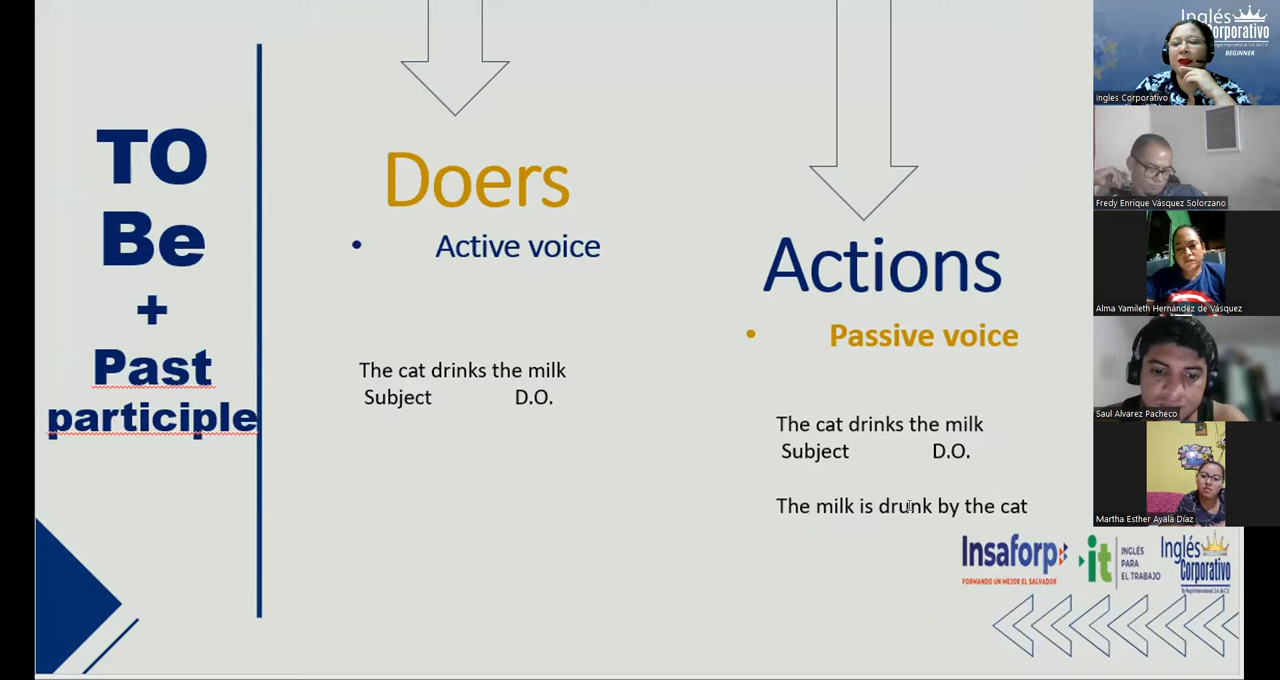 TO
Be
+
Past
participle
Doers
• Active voice
The cat drinks the milk
Subject D.O.
Actions
• Passive voice
The cat drinks the milk
Subject D.O.
The milk is drunk by the cat
Insaforp
FORMANDO UN MEJOR EL SALVADOR
it
INGLÉS
PARA
EL TRABAJO
Inglés
Corporativo
Inglés
Corporativo
BEGINNER
Ingles Corporativo
Fredy Enrique Vásquez Solorzano
Alma Yamileth Hernández de Vásquez
Saul Alvarez Pacheco
Martha Esther Ayala Díaz